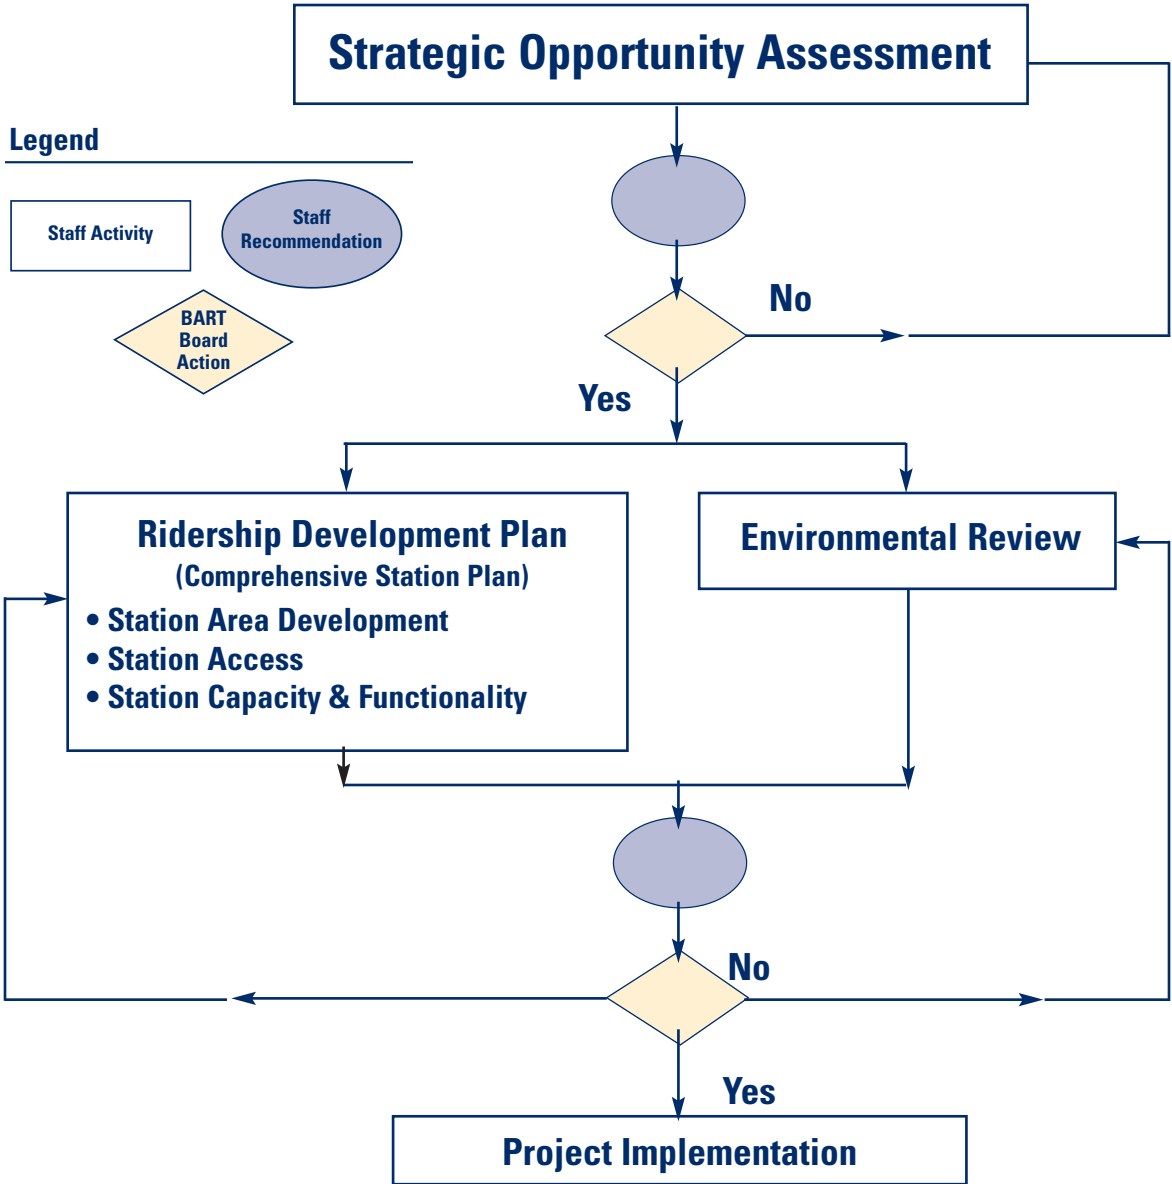 Strategic Opportunity Assessment
Legend
Staff Activity
Staff
Recommendation
BART
Board
Action
No
Yes
Ridership Development Plan
(Comprehensive Station Plan)
• Station Area Development
• Station Access
• Station Capacity & Functionality
Environmental Review
No
Yes
Project Implementation